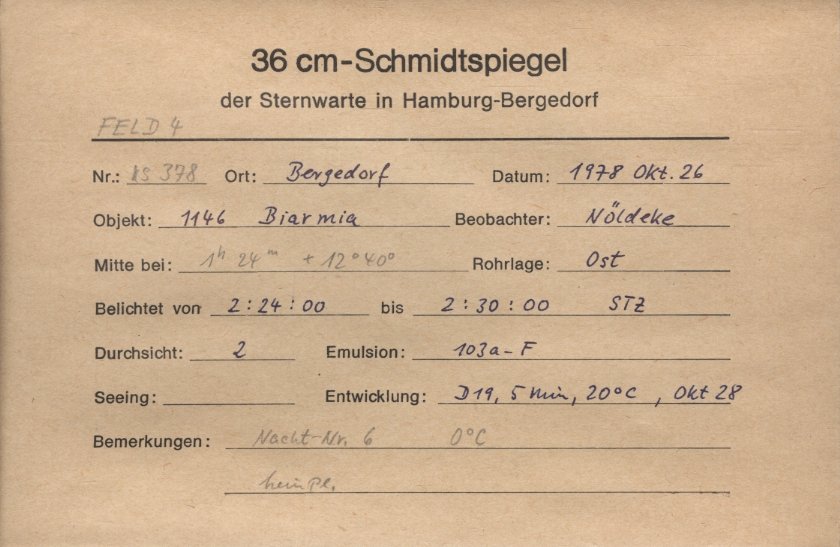 36 cm-Schmidtspiegel
der Sternwarte in Hamburg-Bergedorf
FELD 4
Nr.: KS 378 Ort: Bergedorf Datum: 1978 Okt. 26
Objekt: 1146 Biarmia Beobachter: Nöldeke
Mitte bei: 1h 24m + 12°40° Rohrlage: Ost
Belichtet von 2:24:00 bis 2:30:00 STZ
Durchsicht: 2 Emulsion: 103a-F
Seeing: Entwicklung: D19, 5 Min, 20°C, Okt 28
Bemerkungen: Nacht-Nr. 6 0°C
Pl.